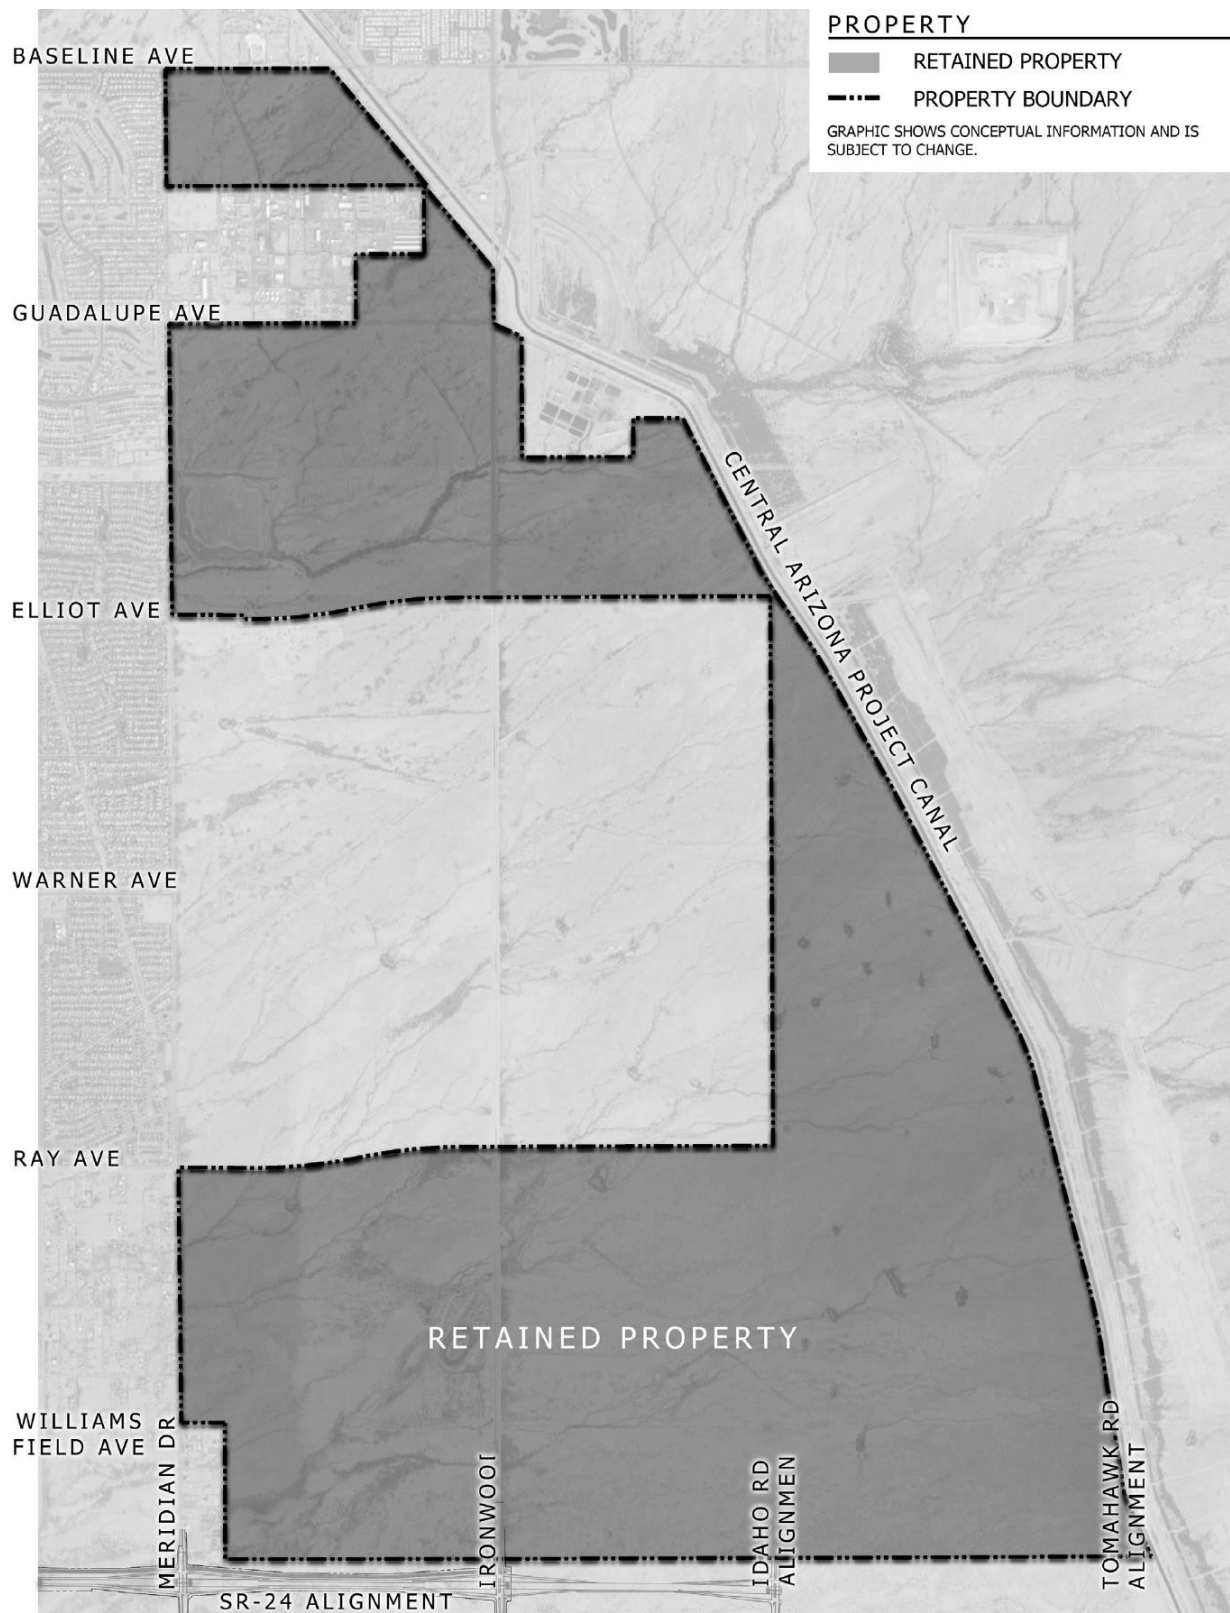 PROPERTY
RETAINED PROPERTY
PROPERTY BOUNDARY
GRAPHIC SHOWS CONCEPTUAL INFORMATION AND IS
SUBJECT TO CHANGE.
BASELINE AVE
GUADALUPE AVE
CENTRAL ARIZONA PROJECT CANAL
ELLIOT AVE
WARNER AVE
RAY AVE
RETAINED PROPERTY
WILLIAMS
FIELD AVE
MERIDIAN DR
IRONWOOI
IDAHO RD
ALIGNMEN
TOMAHAWK RD
ALIGNMENT
SR-24 ALIGNMENT